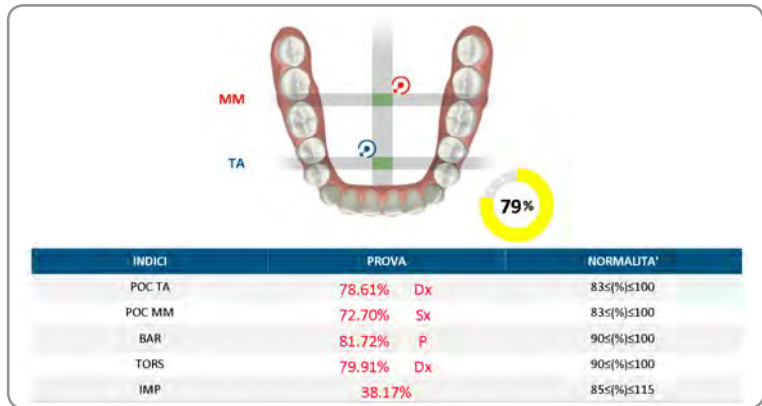 MM
TA
79%
INDICI PROVA NORMALITA'
POC TA 78.61% Dx 83≤(%)≤100
POC MM 72.70% Sx 83≤(%)≤100
BAR 81.72% P 90≤(%)≤100
TORS 79.91% Dx 90≤(%)≤100
IMP 38.17% 85≤(%)≤115